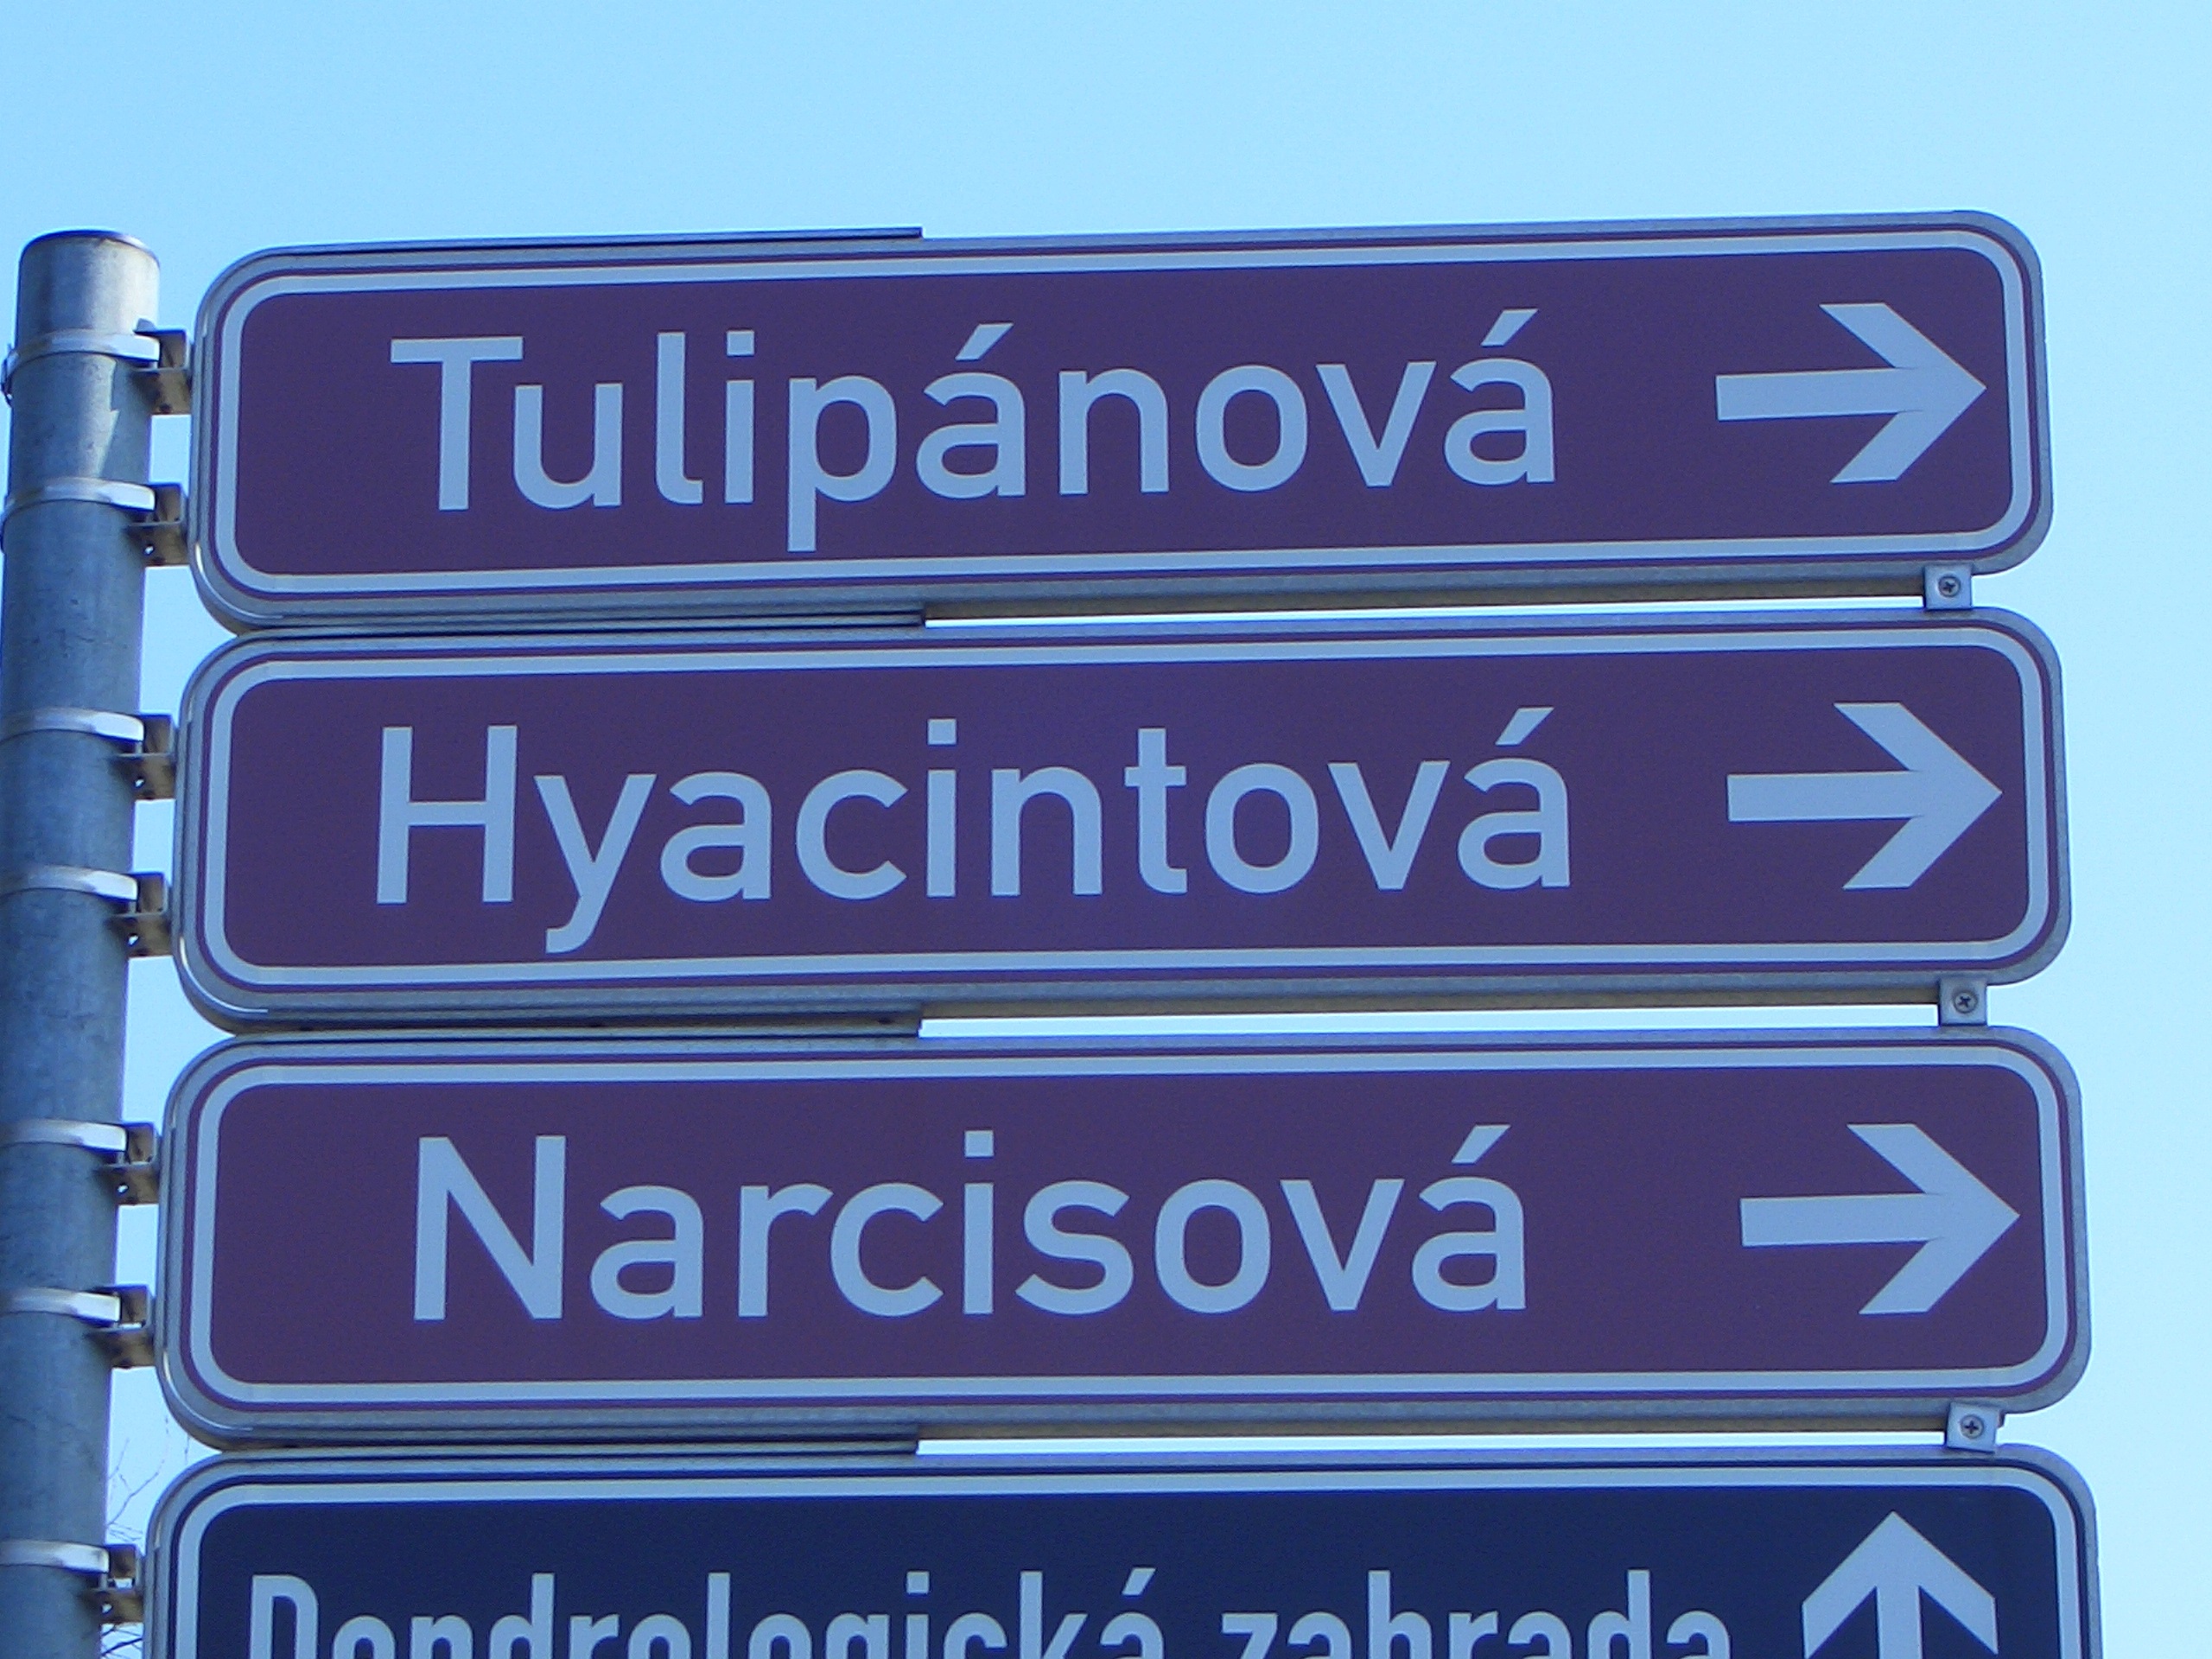 Tulipánová
Hyacintová
Narcisová
Dendrologická zahrada